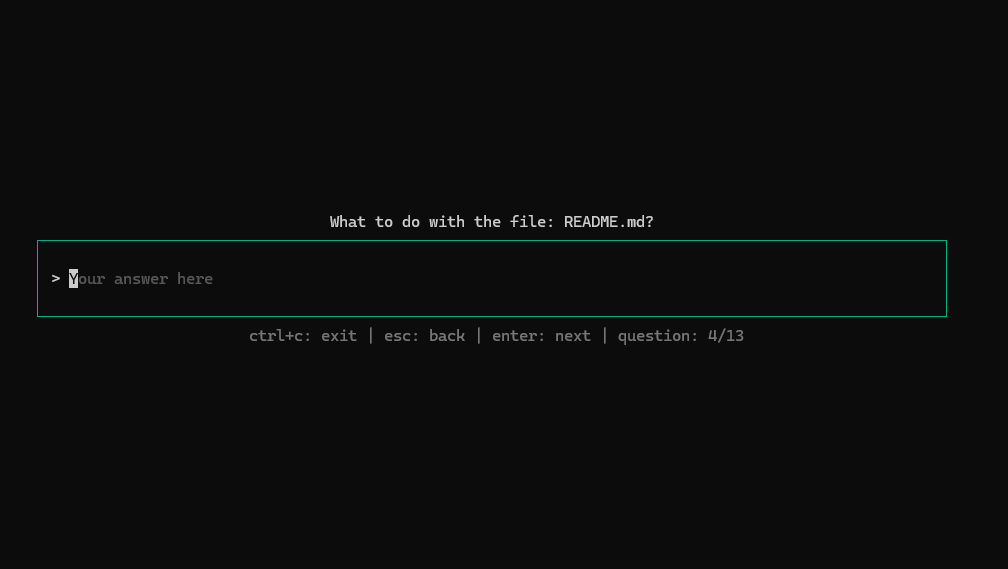 What to do with the file: README.md?
> Your answer here
ctrl+c: exit | esc: back | enter: next | question: 4/13